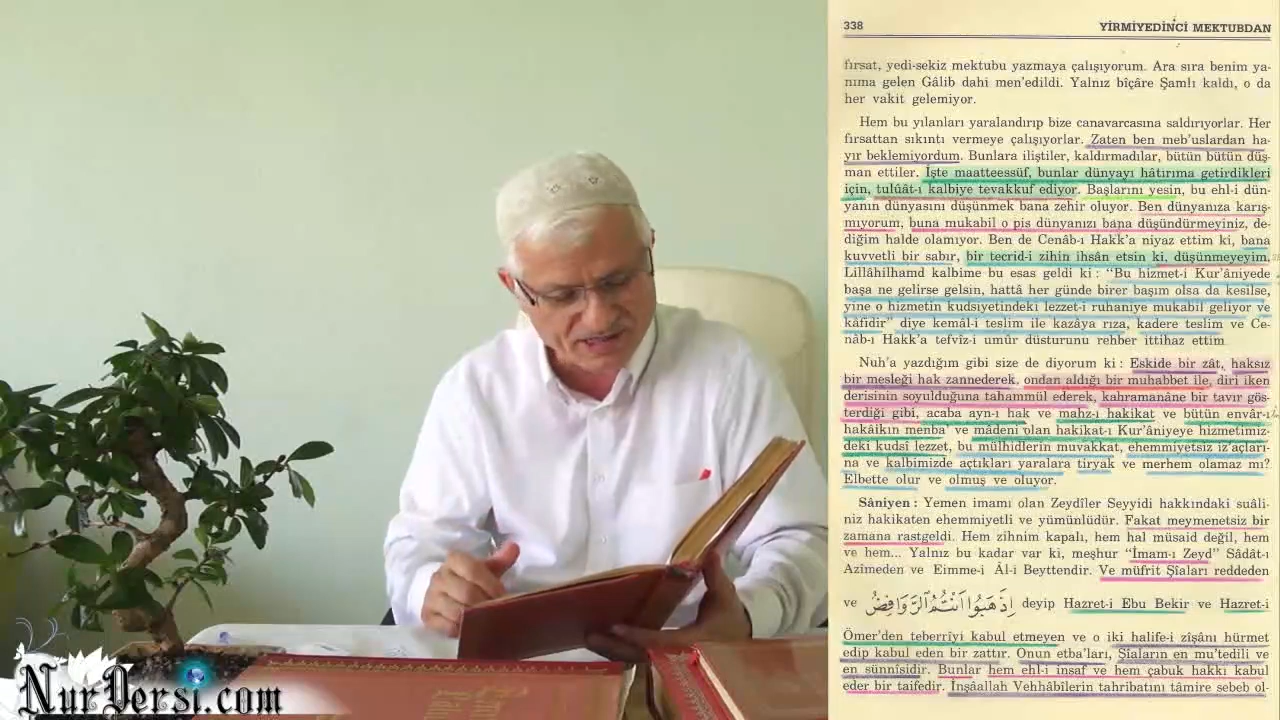 338
YİRMİYEDİNCİ MEKTUBDAN
fırsat, yedi-sekiz mektubu yazmaya çalışıyorum. Ara sıra benim ya-
nıma gelen Gâlib dahi men'edildi. Yalnız bîçâre Şamlı kaldı, o da
her vakit gelemiyor.
Hem bu yılanları yaralandırıp bize canavarcasına saldırıyorlar. Her
fırsattan sıkıntı vermeye çalışıyorlar. Zaten ben meb'uslardan ha-
yır beklemiyordum. Bunlara iliştiler, kaldırmadılar, bütün bütün düş-
man ettiler. İşte maatteessüf, bunlar dünyayı hâtırıma getirdikleri
için, tulûât-ı kalbiye tevakkuf ediyor. Başlarını yesin, bu ehl-i dün-
yanın dünyasını düşünmek bana zehir oluyor. Ben dünyanıza karış-
mıyorum, buna mukabil o pis dünyanızı bana düşündürmeyiniz, de-
diğim halde olamıyor. Ben de Cenâb-ı Hakk'a niyaz ettim ki, bana
kuvvetli bir sabır, bir tecrid-i zihin ihsân etsin ki, düşünmeyeyim.
Lillâhilhamd kalbime bu esas geldi ki : "Bu hizmet-i Kur'âniyede
başa ne gelirse gelsin, hattâ her günde birer başım olsa da kesilse,
yine o hizmetin kudsiyetindeki lezzet-i ruhaniye mukabil geliyor ve
kâfidir" diye kemâl-i teslim ile kazâya rıza, kadere teslim ve Ce-
nâb-ı Hakk'a tefvîz-i umûr düsturunu rehber ittihaz ettim
Nuh'a yazdığım gibi size de diyorum ki : Eskide bir zât, haksız
bir mesleği hak zannederek, ondan aldığı bir muhabbet ile, diri iken
derisinin soyulduğuna tahammül ederek, kahramanâne bir tavır gös-
terdiği gibi, acaba ayn-ı hak ve mahz-ı hakikat ve bütün envâr-ı
hakâikın menba' ve mâdeni olan hakikat-ı Kur'âniyeye hizmetimiz-
deki kudsî lezzet, bu mülhidlerin muvakkat, ehemmiyetsiz iz'açları-
na ve kalbimizde açtıkları yaralara tiryak ve merhem olamaz mı?
Elbette olur ve olmuş ve oluyor.
Sâniyen : Yemen imamı olan Zeydîler Seyyidi hakkındaki suâli-
niz hakikaten ehemmiyetli ve yümünlüdür. Fakat meymenetsiz bir
zamana rastgeldi. Hem zihnim kapalı, hem hal müsaid değil, hem
ve hem... Yalnız bu kadar var ki, meşhur "İmam-ı Zeyd" Sâdât-ı
Azîmeden ve Eimme-i Âl-i Beyttendir. Ve müfrit Şîaları reddeden
ve اِذْهَبُوا اَنْتُمُ الرَّوَافِضُ deyip Hazret-i Ebu Bekir ve Hazret-i
Ömer'den teberrîyi kabul etmeyen ve o iki halife-i zîşânı hürmet
edip kabul eden bir zattır. Onun etba'ları, Şîaların en mu'tedili ve
en sünnîsidir. Bunlar hem ehl-i insaf ve hem çabuk hakkı kabul
eder bir taifedir. İnşâallah Vehhâbîlerin tahribatını tâmire sebeb ol-
NurDersi.com